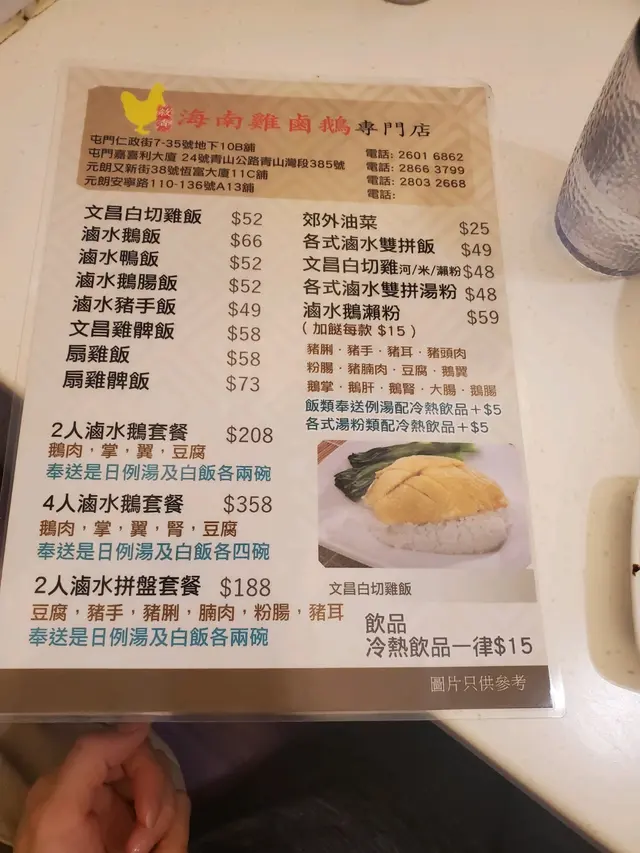 海南雞鹵鵝專門店
屯門仁政街7-35號地下10B舖
屯門嘉喜利大廈 24號青山公路青山灣段385號
元朗又新街38號恆富大廈11C舖
元朗安寧路110-136號A13舖
電話: 2601 6862
電話: 2866 3799
電話: 2803 2668
電話:
文昌白切雞飯 $52
滷水鵝飯 $66
滷水鴨飯 $52
滷水鵝腸飯 $52
滷水豬手飯 $49
文昌雞髀飯 $58
扇雞飯 $58
扇雞髀飯 $73
2人滷水鵝套餐 $208
鵝肉,掌,翼,豆腐
奉送是日例湯及白飯各兩碗
4人滷水鵝套餐 $358
鵝肉,掌,翼,腎,豆腐
奉送是日例湯及白飯各四碗
2人滷水拼盤套餐 $188
豆腐,豬手,豬脷,腩肉,粉腸,豬耳
奉送是日例湯及白飯各兩碗
郊外油菜 $25
各式滷水雙拼飯 $49
文昌白切雞河/米/瀨粉 $48
各式滷水雙拼湯粉 $48
滷水鵝瀨粉 $59
(加餸每款 $15)
豬脷·豬手·豬耳·豬頭肉
粉腸·豬腩肉·豆腐·鵝翼
鵝掌·鵝肝·鵝腎·大腸·鵝腸
飯類奉送例湯配冷熱飲品+$5
各式湯粉類配冷熱飲品+$5
文昌白切雞飯
飲品
冷熱飲品一律$15
圖片只供參考